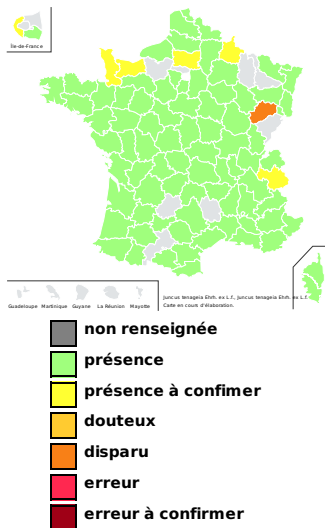 Île-de-France
Guadeloupe Martinique Guyane La Réunion Mayotte
Juncus tenageia Ehrh. ex L.f., Juncus tenageia Ehrh. ex L.f.
Carte en cours d'élaboration.
non renseignée
présence
présence à confimer
douteux
disparu
erreur
erreur à confirmer